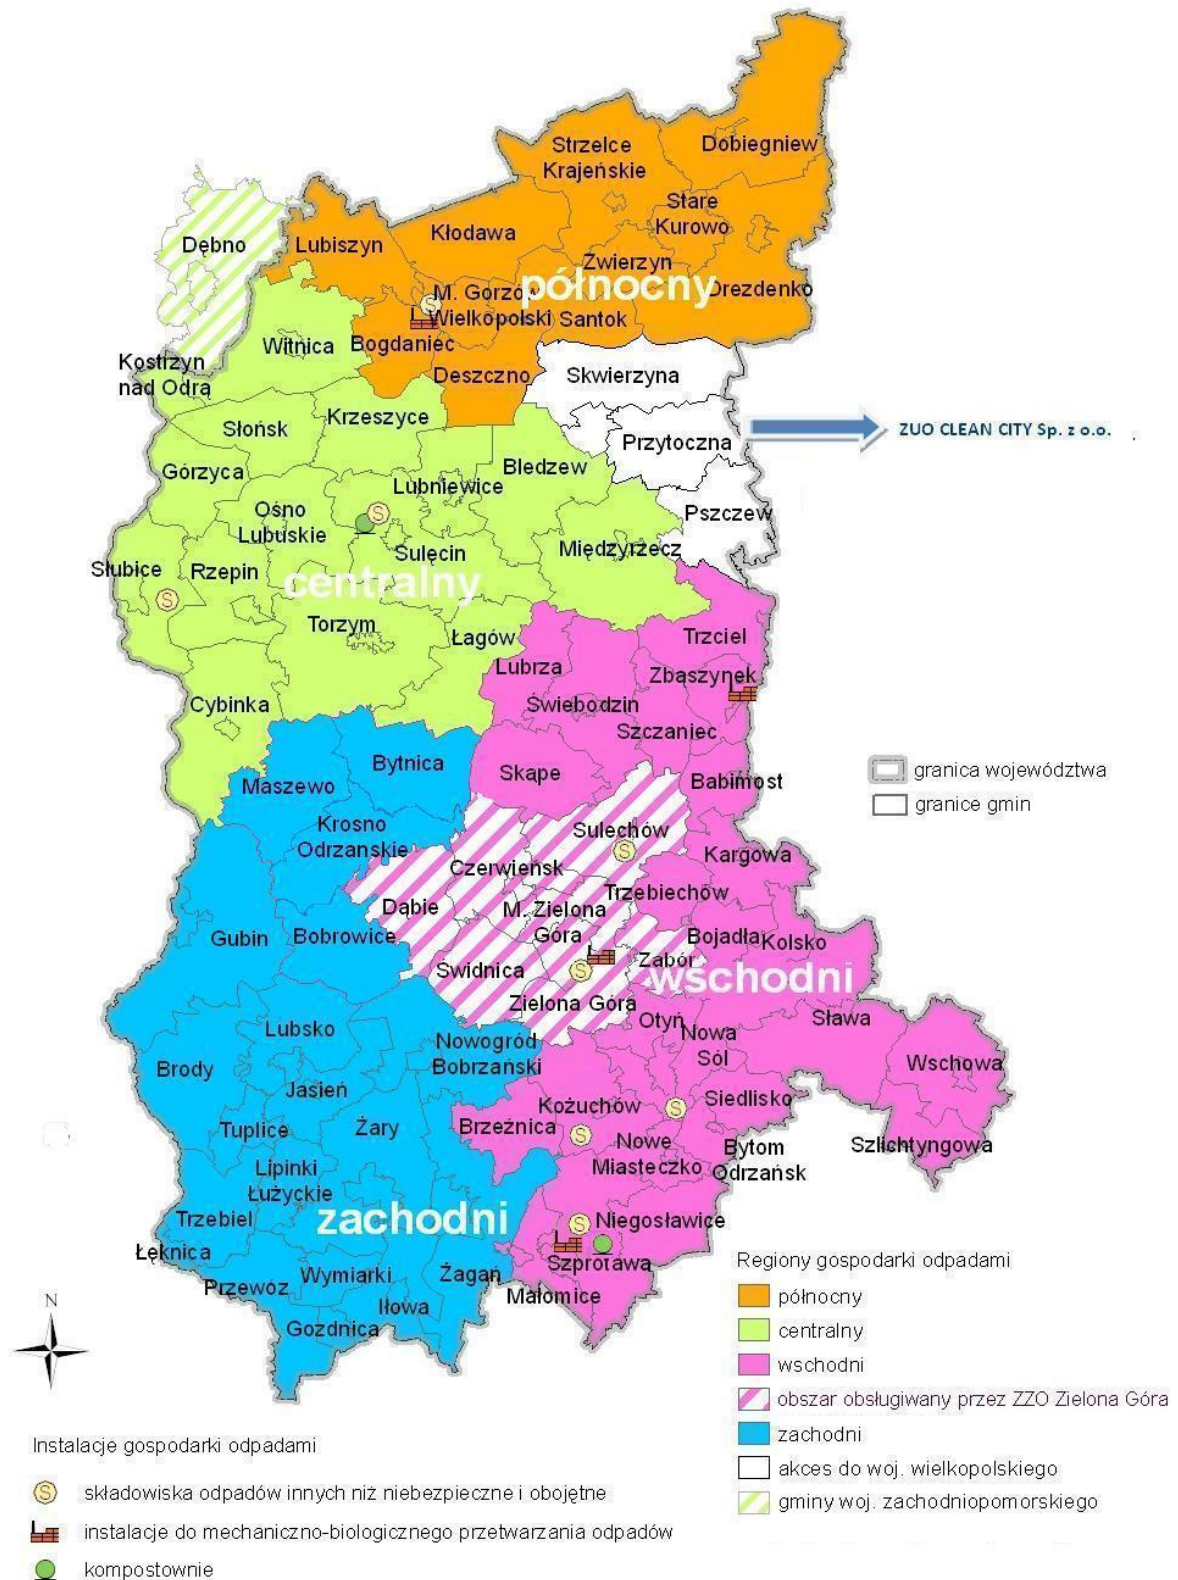 Dobiegniew
Strzelce
Krajeńskie
Stare
Kurowo
Kłodawa
Dębno
Lubiszyn
Zwierzyn
północny
Drezdenko
M. Gorzów
Wielkopolski
Santok
Witnica
Bogdaniec
Kostrzyn
nad Odrą
Deszczno
Skwierzyna
Krzeszyce
Słońsk
Przytoczna
ZUO CLEAN CITY Sp. z o.o.
Górzyca
Bledzew
Lubniewice
Ośno
Lubuskie
Pszczew
Sulęcin
Międzyrzecz
Słubice
Rzepin
centralny
Torzym
Łagów
Trzciel
Lubrza
Zbąszynek
Cybinka
Świebodzin
Szczaniec
Bytnica
Skąpe
Maszewo
Babimost
granica województwa
granice gmin
Krosno
Odrzańskie
Sulechów
Kargowa
Czerwieńsk
Trzebiechów
Dąbie
M. Zielona
Góra
Gubin
Bobrowice
Bojadła
Kolsko
Zabór
Świdnica
wschodni
Zielona Góra
Otyń
Sława
Lubsko
Nowogród
Bobrzański
Nowa
Sól
Brody
Wschowa
Jasień
Kożuchów
Siedlisko
Tuplice
Żary
Brzeźnica
Nowe
Miasteczko
Bytom
Odrzańsk
Szlichtyngowa
Lipinki
Łużyckie
Trzebiel
zachodni
Niegosławice
Łęknica
Szprotawa
Przewóz
Wymiarki
Żagań
Małomice
Iłowa
Gozdnica
N
Regiony gospodarki odpadami
północny
centralny
wschodni
obszar obsługiwany przez ZZO Zielona Góra
zachodni
akces do woj. wielkopolskiego
gminy woj. zachodniopomorskiego
Instalacje gospodarki odpadami
S składowiska odpadów innych niż niebezpieczne i obojętne
instalacje do mechaniczno-biologicznego przetwarzania odpadów
kompostownie